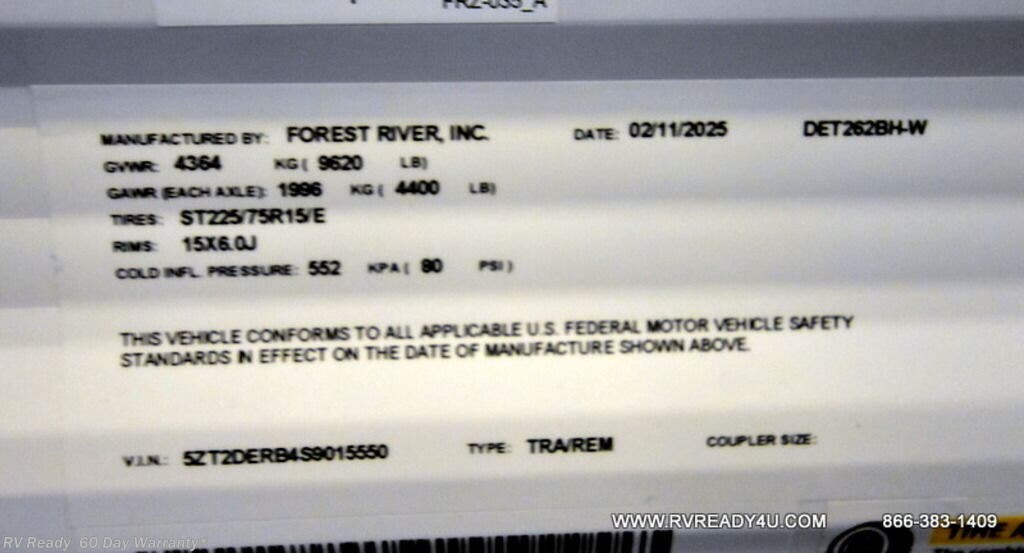 FRZ-035_A
MANUFACTURED BY: FOREST RIVER, INC. DATE: 02/11/2025 DET262BH-W
GVWR: 4364 KG ( 9620 LB)
GAWR (EACH AXLE): 1996 KG ( 4400 LB)
TIRES: ST225/75R15/E
RIMS: 15X6.0J
COLD INFL. PRESSURE: 552 KPA ( 80 PSI )
THIS VEHICLE CONFORMS TO ALL APPLICABLE U.S. FEDERAL MOTOR VEHICLE SAFETY
STANDARDS IN EFFECT ON THE DATE OF MANUFACTURE SHOWN ABOVE.
V.I.N.: 5ZT2DERB4S9015550 TYPE: TRA/REM COUPLER SIZE:
WWW.RVREADY4U.COM 866-383-1409
RV Ready 60 Day Warranty*